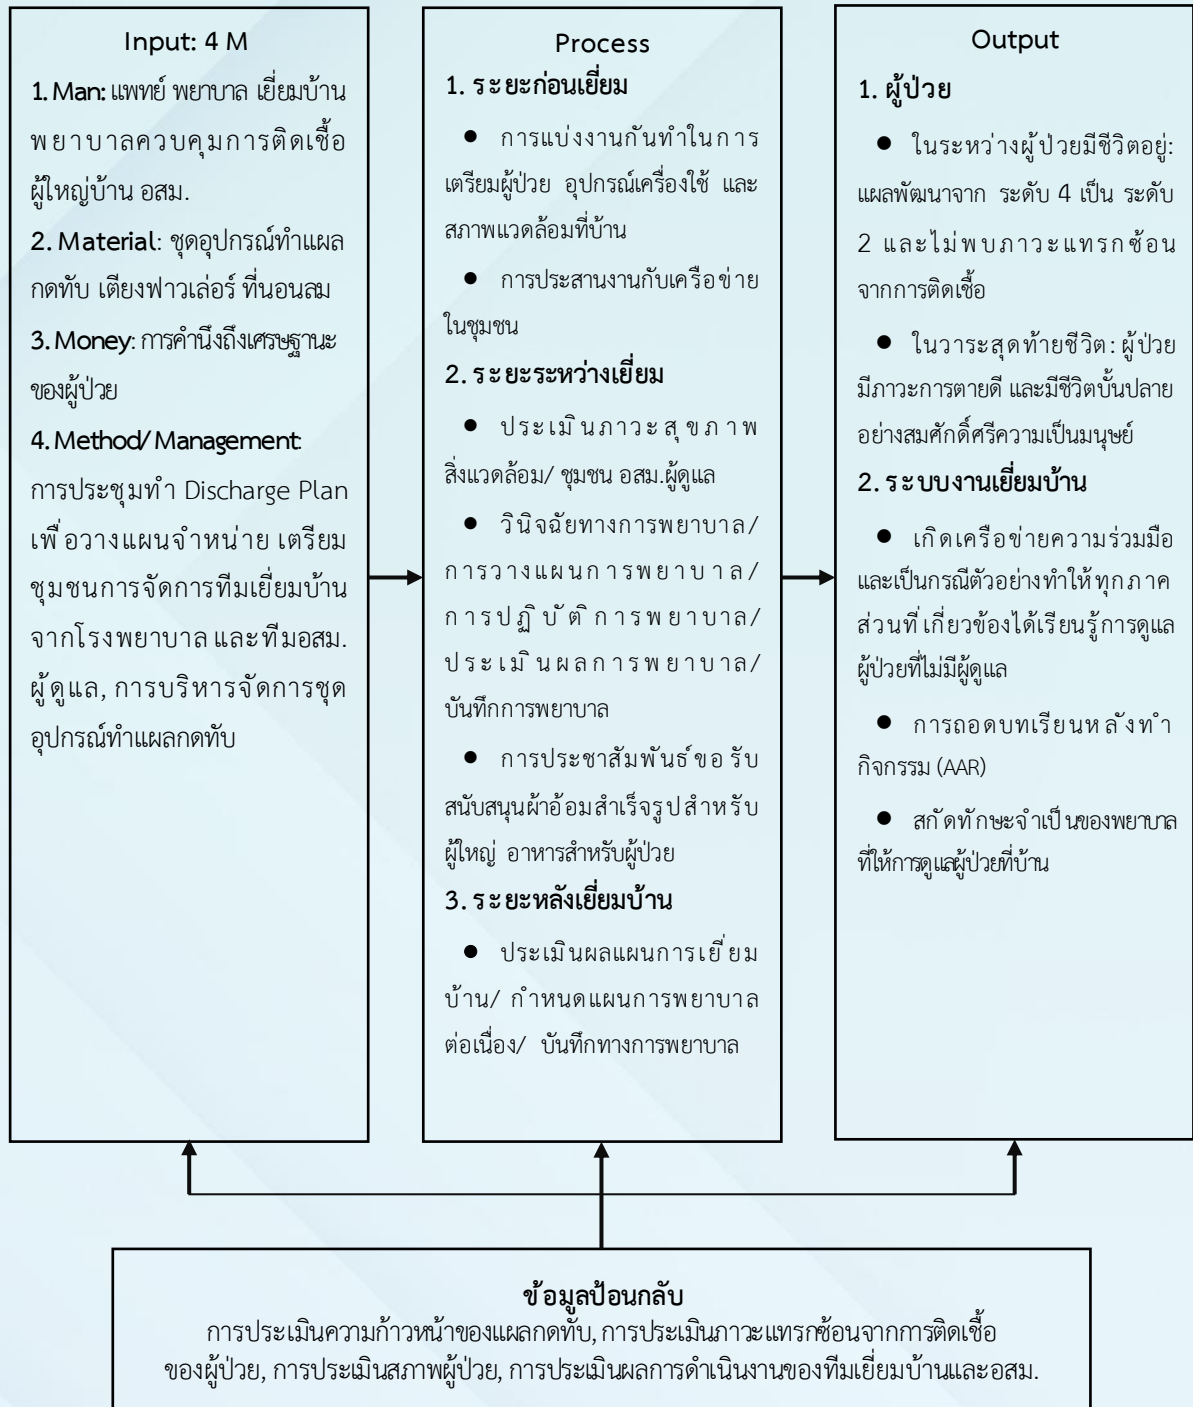 Input: 4 M
1. Man: แพทย์ พยาบาล เยี่ยมบ้าน
พยาบาลควบคุมการติดเชื้อ
ผู้ใหญ่บ้าน อสม.
2. Material: ชุดอุปกรณ์ทำแผล
กดทับ เตียงฟาวเล่อร์ ที่นอนลม
3. Money: การคำนึงถึงเศรษฐานะ
ของผู้ป่วย
4. Method/ Management:
การประชุมทำ Discharge Plan
เพื่อวางแผนจำหน่าย เตรียม
ชุมชนการจัดการทีมเยี่ยมบ้าน
จากโรงพยาบาล และทีมอสม.
ผู้ดูแล, การบริหารจัดการชุด
อุปกรณ์ทำแผลกดทับ
Process
1. ระยะก่อนเยี่ยม
● การแบ่งงานกันทำในการ
เตรียมผู้ป่วย อุปกรณ์เครื่องใช้ และ
สภาพแวดล้อมที่บ้าน
● การประสานงานกับเครือข่าย
ในชุมชน
2. ระยะระหว่างเยี่ยม
● ประเมินภาวะสุขภาพ
สิ่งแวดล้อม/ ชุมชน อสม.ผู้ดูแล
● วินิจฉัยทางการพยาบาล/
การวางแผนการพยาบาล/
การปฏิบัติการพยาบาล/
ประเมินผลการพยาบาล/
บันทึกการพยาบาล
● การประชาสัมพันธ์ขอรับ
สนับสนุนผ้าอ้อมสำเร็จรูปสำหรับ
ผู้ใหญ่ อาหารสำหรับผู้ป่วย
3. ระยะหลังเยี่ยมบ้าน
● ประเมินผลแผนการเยี่ยม
บ้าน/ กำหนดแผนการพยาบาล
ต่อเนื่อง/ บันทึกทางการพยาบาล
Output
1. ผู้ป่วย
● ในระหว่างผู้ป่วยมีชีวิตอยู่:
แผลพัฒนาจาก ระดับ 4 เป็น ระดับ
2 และไม่พบภาวะแทรกซ้อน
จากการติดเชื้อ
● ในวาระสุดท้ายชีวิต: ผู้ป่วย
มีภาวะการตายดี และมีชีวิตบั้นปลาย
อย่างสมศักดิ์ศรีความเป็นมนุษย์
2. ระบบงานเยี่ยมบ้าน
● เกิดเครือข่ายความร่วมมือ
และเป็นกรณีตัวอย่างทำให้ทุกภาค
ส่วนที่เกี่ยวข้องได้เรียนรู้การดูแล
ผู้ป่วยที่ไม่มีผู้ดูแล
● การถอดบทเรียนหลังทำ
กิจกรรม (AAR)
● สกัดทักษะจำเป็นของพยาบาล
ที่ให้การดูแลผู้ป่วยที่บ้าน
ข้อมูลป้อนกลับ
การประเมินความก้าวหน้าของแผลกดทับ, การประเมินภาวะแทรกซ้อนจากการติดเชื้อ
ของผู้ป่วย, การประเมินสภาพผู้ป่วย, การประเมินผลการดำเนินงานของทีมเยี่ยมบ้านและอสม.